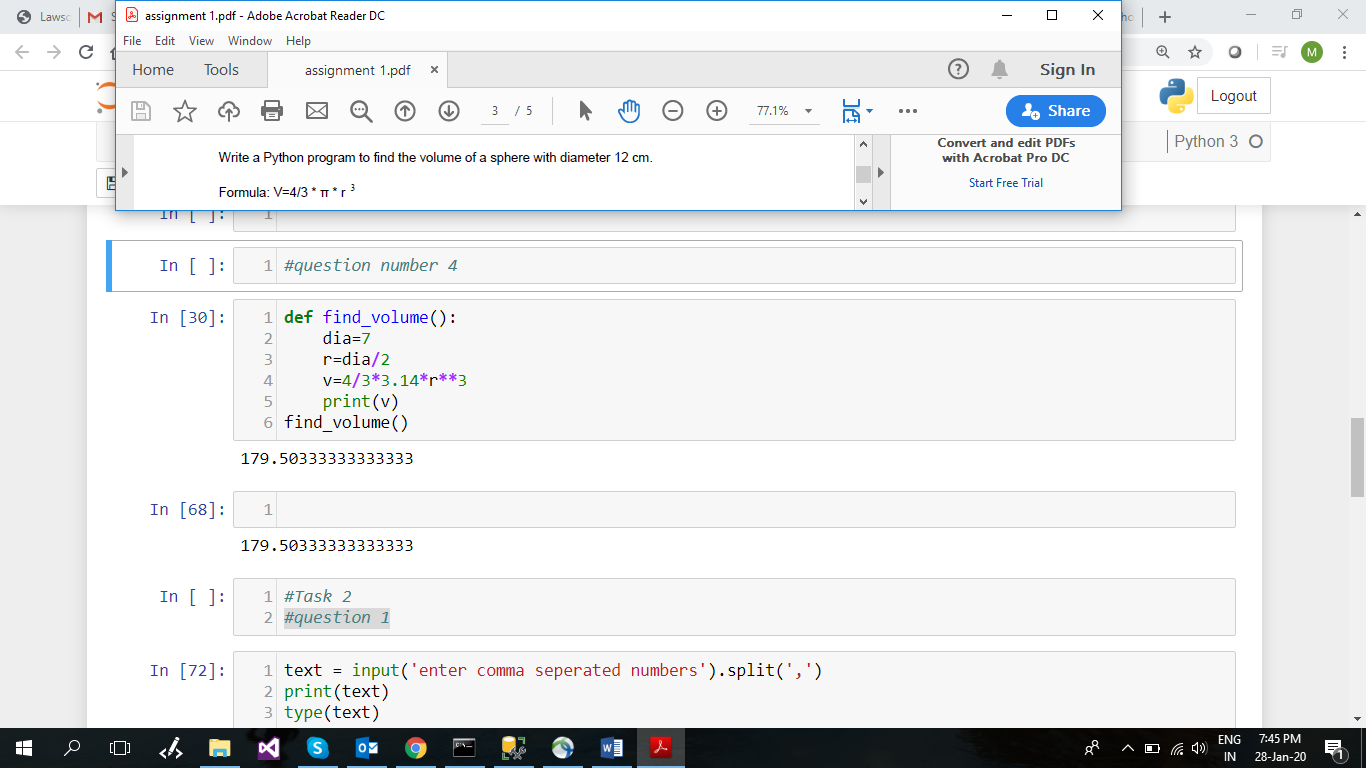 Lawsc
assignment 1.pdf - Adobe Acrobat Reader DC
File Edit View Window Help
Home Tools assignment 1.pdf × Sign In
3 / 5 77.1% Share
M
Logout
Python 3
Write a Python program to find the volume of a sphere with diameter 12 cm.
Formula: V=4/3 * π * r 3
Convert and edit PDFs
with Acrobat Pro DC
Start Free Trial
In [ ]: 1
In [ ]: 1 #question number 4
In [30]: 1 def find_volume():
2 dia=7
3 r=dia/2
4 v=4/3*3.14*r**3
5 print(v)
6 find_volume()
179.50333333333333
In [68]: 1
179.50333333333333
In [ ]: 1 #Task 2
2 #question 1
In [72]: 1 text = input('enter comma seperated numbers').split(',')
2 print(text)
3 type(text)
ENG
IN
7:45 PM
28-Jan-20
1